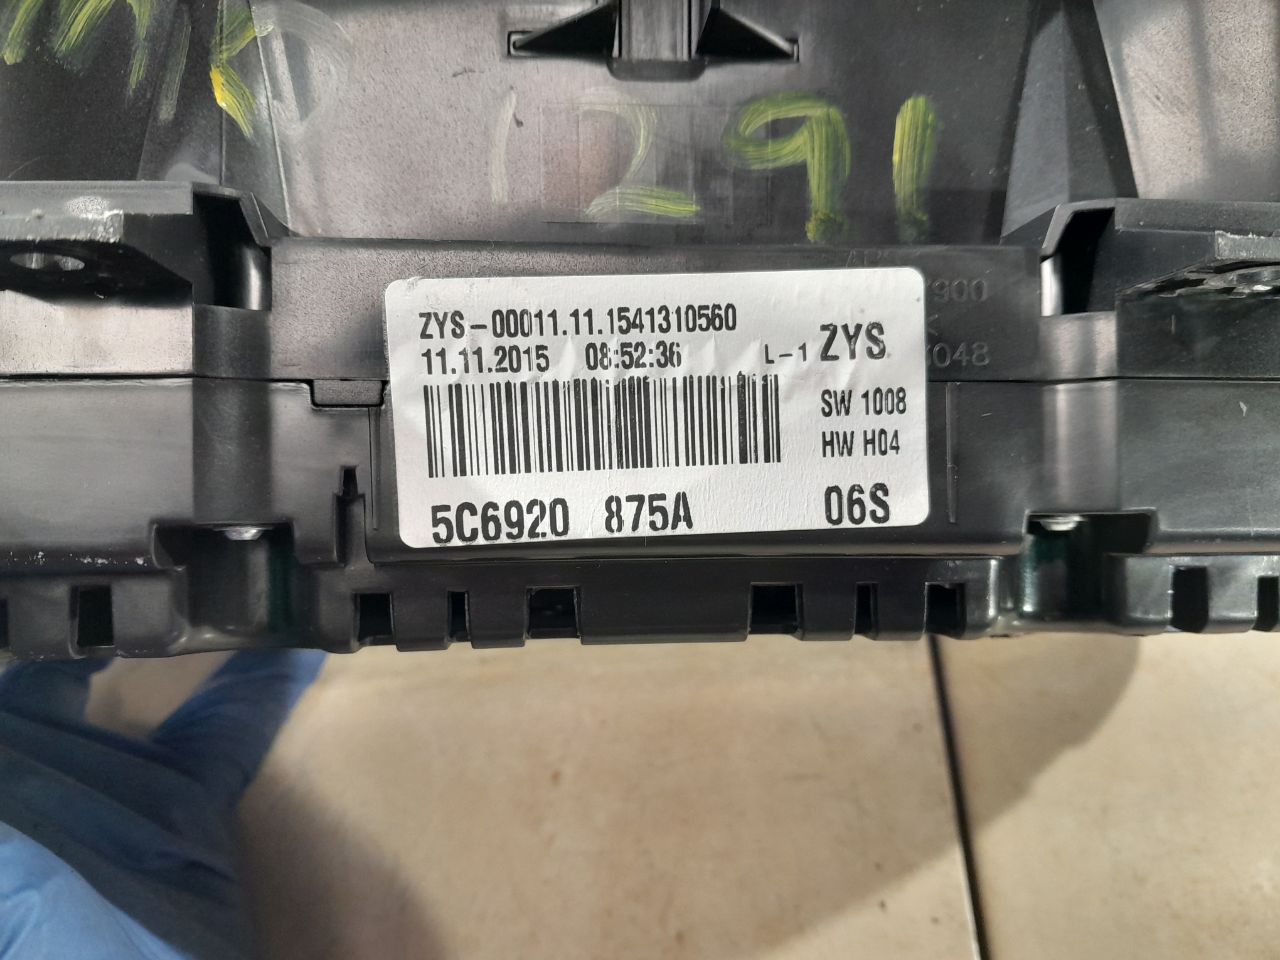 1291
ZYS-00011.11.1541310560
11.11.2015 08:52:36 L-1 ZYS
SW 1008
HW H04
5C6920 875A 06S